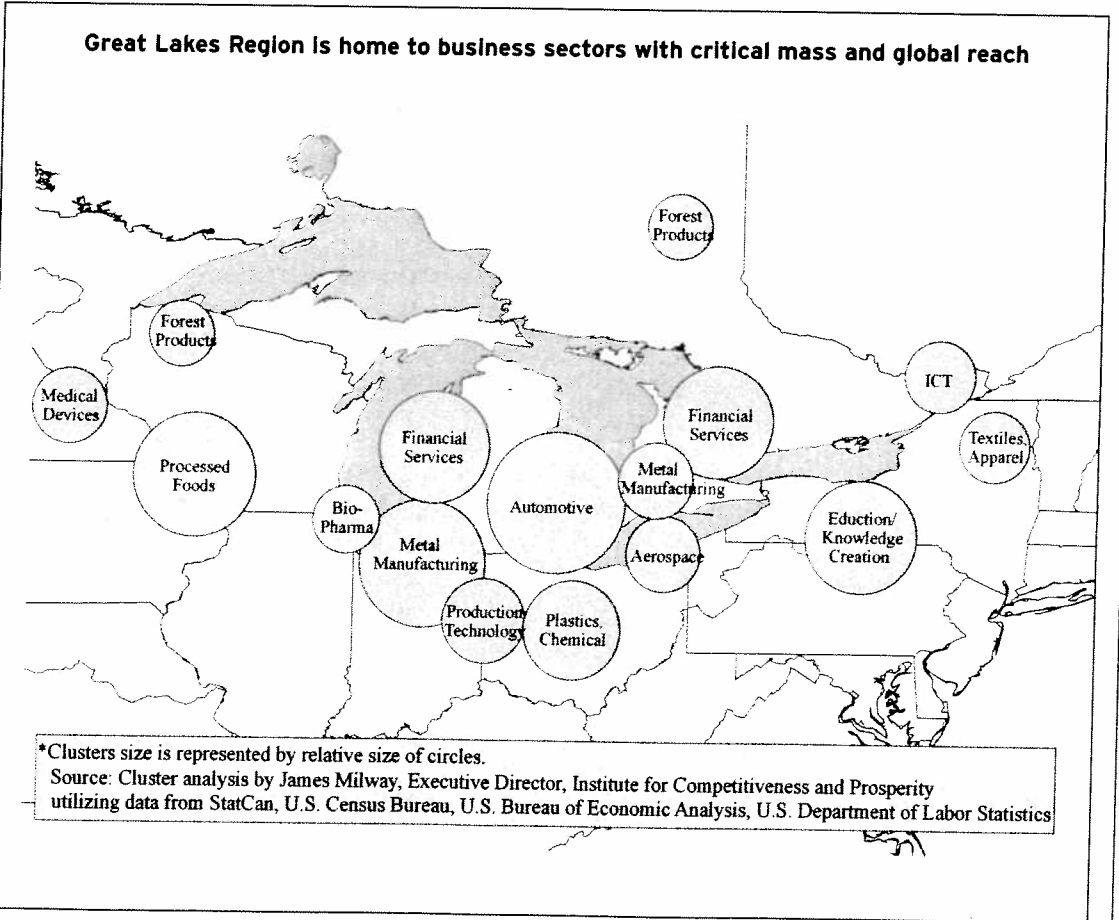 Great Lakes Region is home to business sectors with critical mass and global reach
Forest
Products
Forest
Products
Medical
Devices
Processed
Foods
Financial
Services
Financial
Services
ICT
Textiles,
Apparel
Metal
Manufacturing
Automotive
Bio-
Pharma
Metal
Manufacturing
Eduction/
Knowledge
Creation
Aerospace
Production
Technology
Plastics,
Chemical
*Clusters size is represented by relative size of circles.
Source: Cluster analysis by James Milway, Executive Director, Institute for Competitiveness and Prosperity
utilizing data from StatCan, U.S. Census Bureau, U.S. Bureau of Economic Analysis, U.S. Department of Labor Statistics